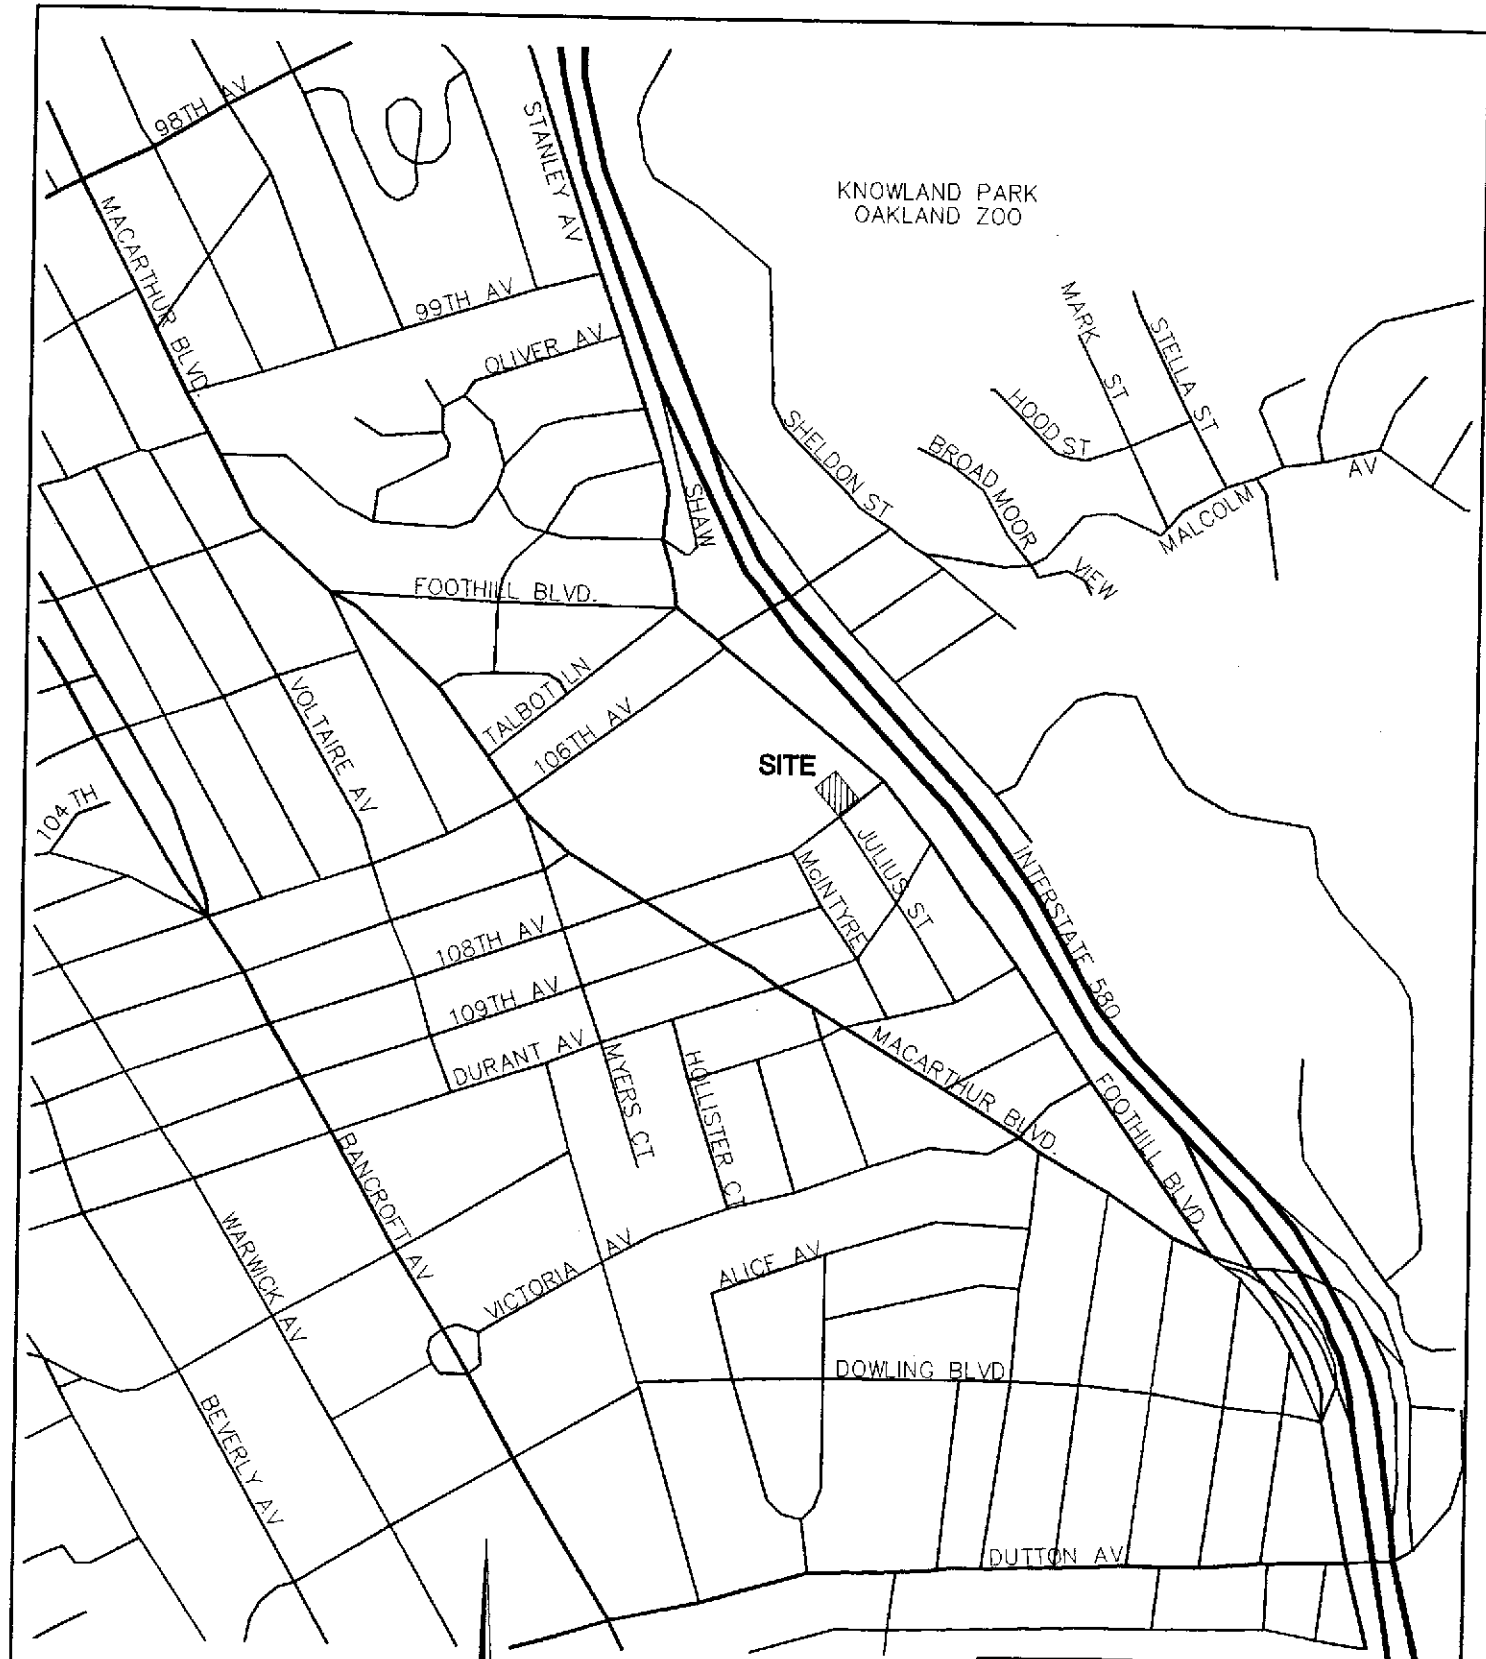 98TH AV
STANLEY AV
KNOWLAND PARK
OAKLAND ZOO
MACARTHUR BLVD.
99TH AV
OLIVER AV
MARK ST
STELLA ST
HOOD ST
BROADMOOR VIEW
SHELDON ST
MALCOLM AV
SHAW
FOOTHILL BLVD.
TALBOT LN
106TH AV
VOLTAIRE AV
SITE
104TH
JULIUS ST
McINTYRE
INTERSTATE 580
108TH AV
109TH AV
DURANT AV
MYERS CT
HOLLISTER CT
MACARTHUR BLVD.
FOOTHILL BLVD.
BANCROFT AV
WARWICK AV
VICTORIA AV
ALICE AV
DOWLING BLVD
BEVERLY AV
DUTTON AV